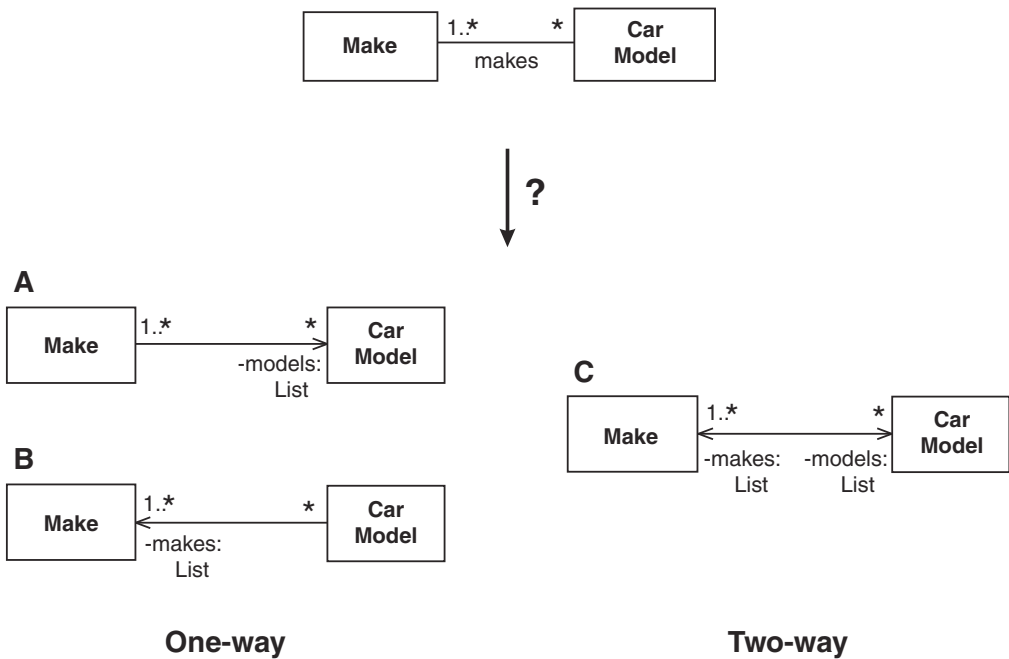 Make
1..*
*
makes
Car
Model
?
A
Make
1..*
*
-models:
List
Car
Model
B
Make
1..*
*
-makes:
List
Car
Model
One-way
C
Make
1..*
*
-makes:
List
-models:
List
Car
Model
Two-way